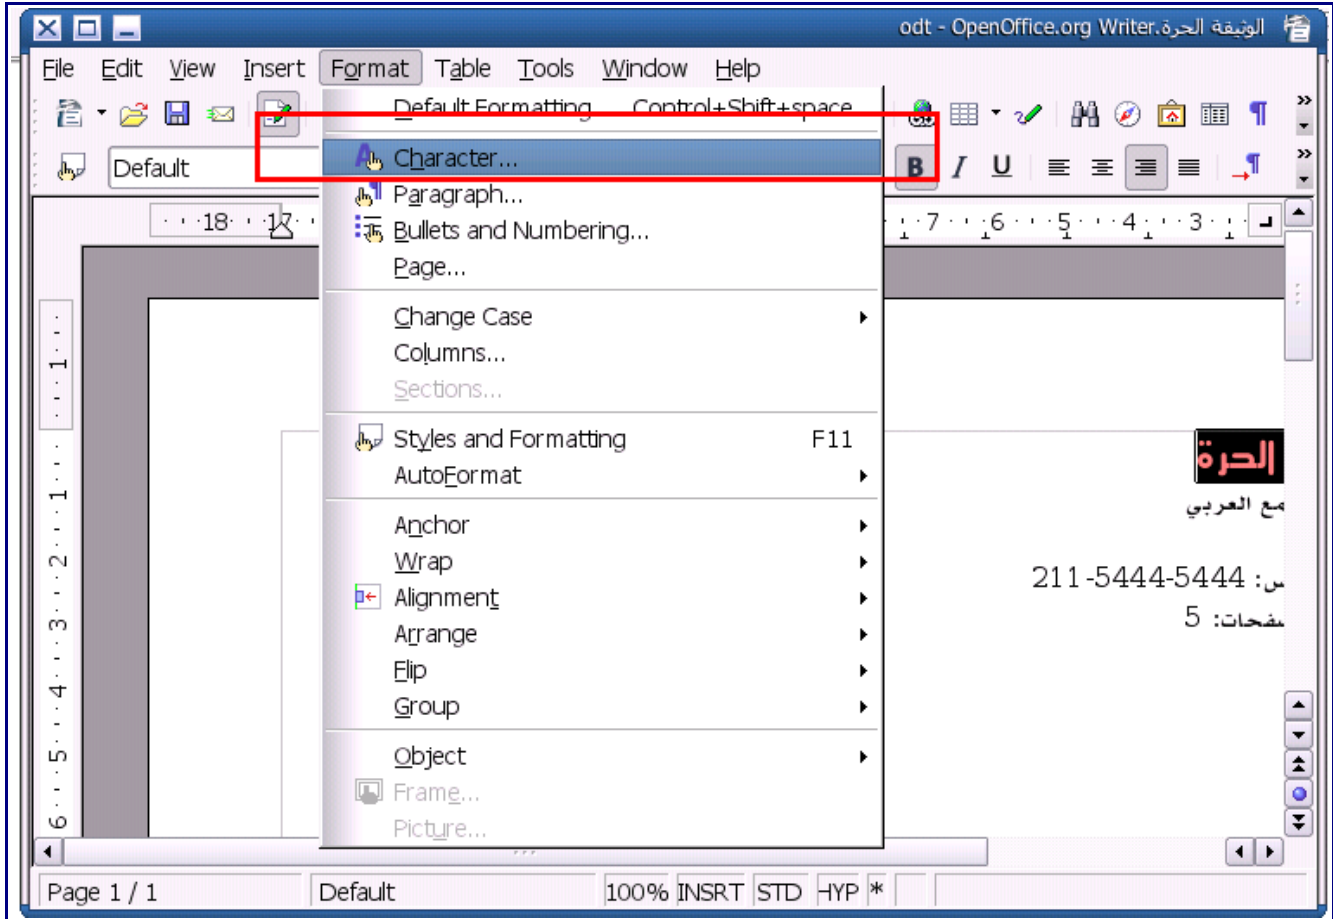 الوثيقة الحرة.odt - OpenOffice.org Writer
File Edit View Insert Format Table Tools Window Help
Default Formatting Control+Shift+space
Default
Character...
B I U
Paragraph...
18 17 7 6 5 4 3
Bullets and Numbering...
Page...
Change Case
Columns...
Sections...
Styles and Formatting F11
الحرة
AutoFormat
مع العربي
Anchor
Wrap
211-5444-5444
Alignment
5
Arrange
Flip
Group
Object
Frame...
Picture...
1 1 2 3 4 5 6
Page 1 / 1 Default 100% INSRT STD HYP *